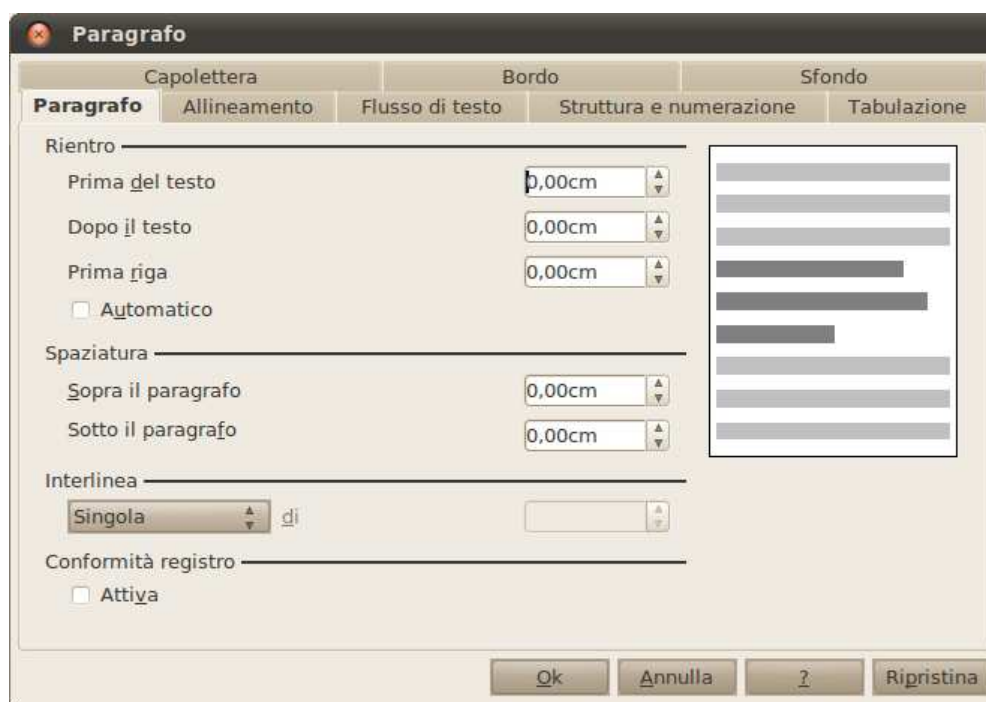 Paragrafo
Capolettera Bordo Sfondo
Paragrafo Allineamento Flusso di testo Struttura e numerazione Tabulazione
Rientro
Prima del testo 0,00cm
Dopo il testo 0,00cm
Prima riga 0,00cm
Automatico
Spaziatura
Sopra il paragrafo 0,00cm
Sotto il paragrafo 0,00cm
Interlinea
Singola di
Conformità registro
Attiva
Ok Annulla ? Ripristina